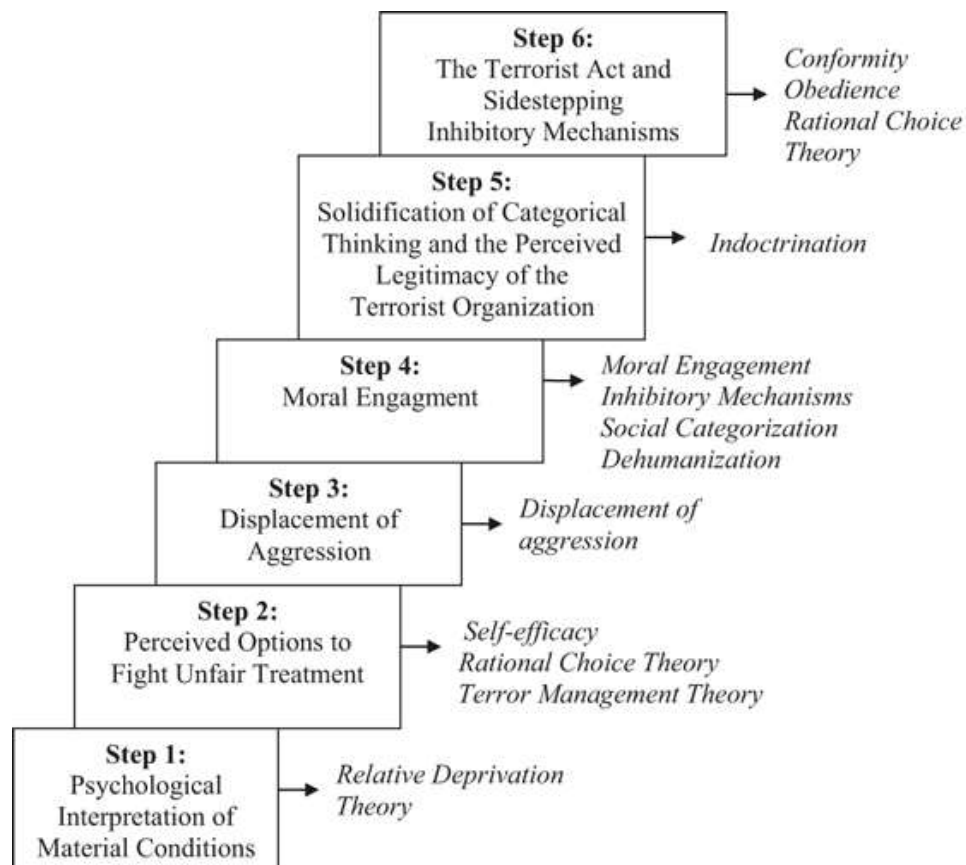 Step 6:
The Terrorist Act and
Sidestepping
Inhibitory Mechanisms
Conformity
Obedience
Rational Choice
Theory
Step 5:
Solidification of Categorical
Thinking and the Perceived
Legitimacy of the
Terrorist Organization
Indoctrination
Step 4:
Moral Engagment
Moral Engagement
Inhibitory Mechanisms
Social Categorization
Dehumanization
Step 3:
Displacement of
Aggression
Displacement of
aggression
Step 2:
Perceived Options to
Fight Unfair Treatment
Self-efficacy
Rational Choice Theory
Terror Management Theory
Step 1:
Psychological
Interpretation of
Material Conditions
Relative Deprivation
Theory